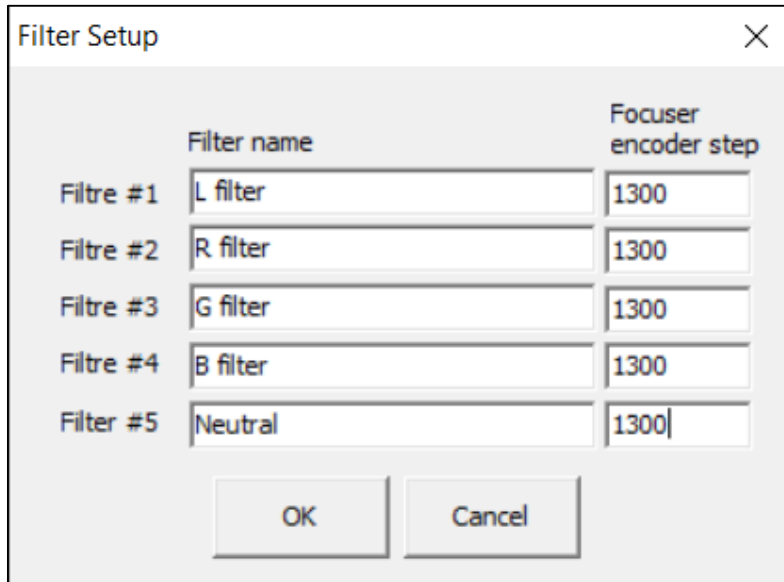 Filter Setup
Focuser
Filter name encoder step
Filtre #1 L filter 1300
Filtre #2 R filter 1300
Filtre #3 G filter 1300
Filtre #4 B filter 1300
Filter #5 Neutral 1300
OK Cancel